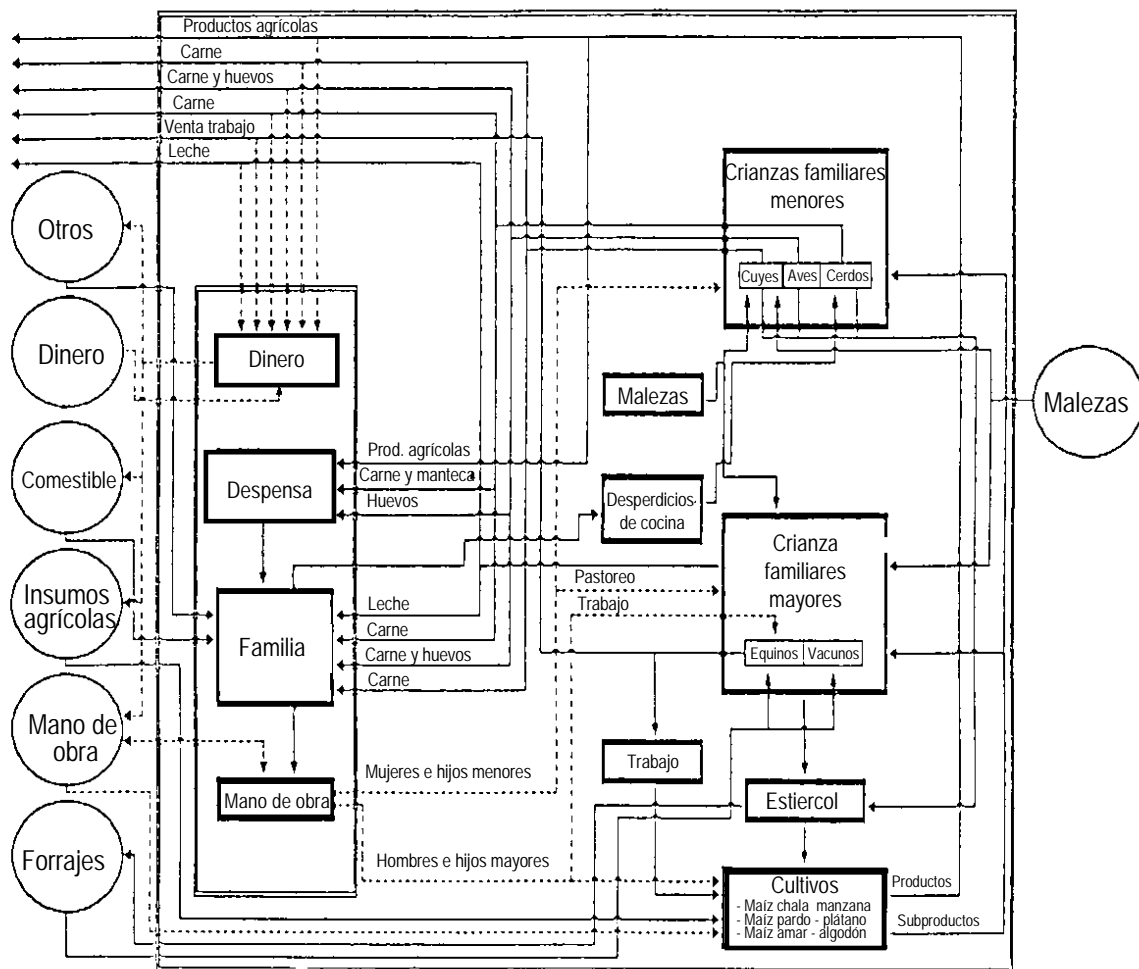 Productos agrícolas
Carne
Carne y huevos
Carne
Venta trabajo
Leche
Crianzas familiares
menores
Cuyes
Aves
Cerdos
Otros
Dinero
Dinero
Malezas
Malezas
Comestible
Despensa
Prod. agrícolas
Carne y manteca
Huevos
Desperdicios
de cocina
Crianza
familiares
mayores
Equinos
Vacunos
Insumos
agrícolas
Familia
Pastoreo
Trabajo
Leche
Carne
Carne y huevos
Carne
Mano de
obra
Mano de obra
Mujeres e hijos menores
Trabajo
Estiercol
Forrajes
Hombres e hijos mayores
Cultivos
- Maíz chala manzana
- Maíz pardo - plátano
- Maíz amar - algodón
Productos
Subproductos